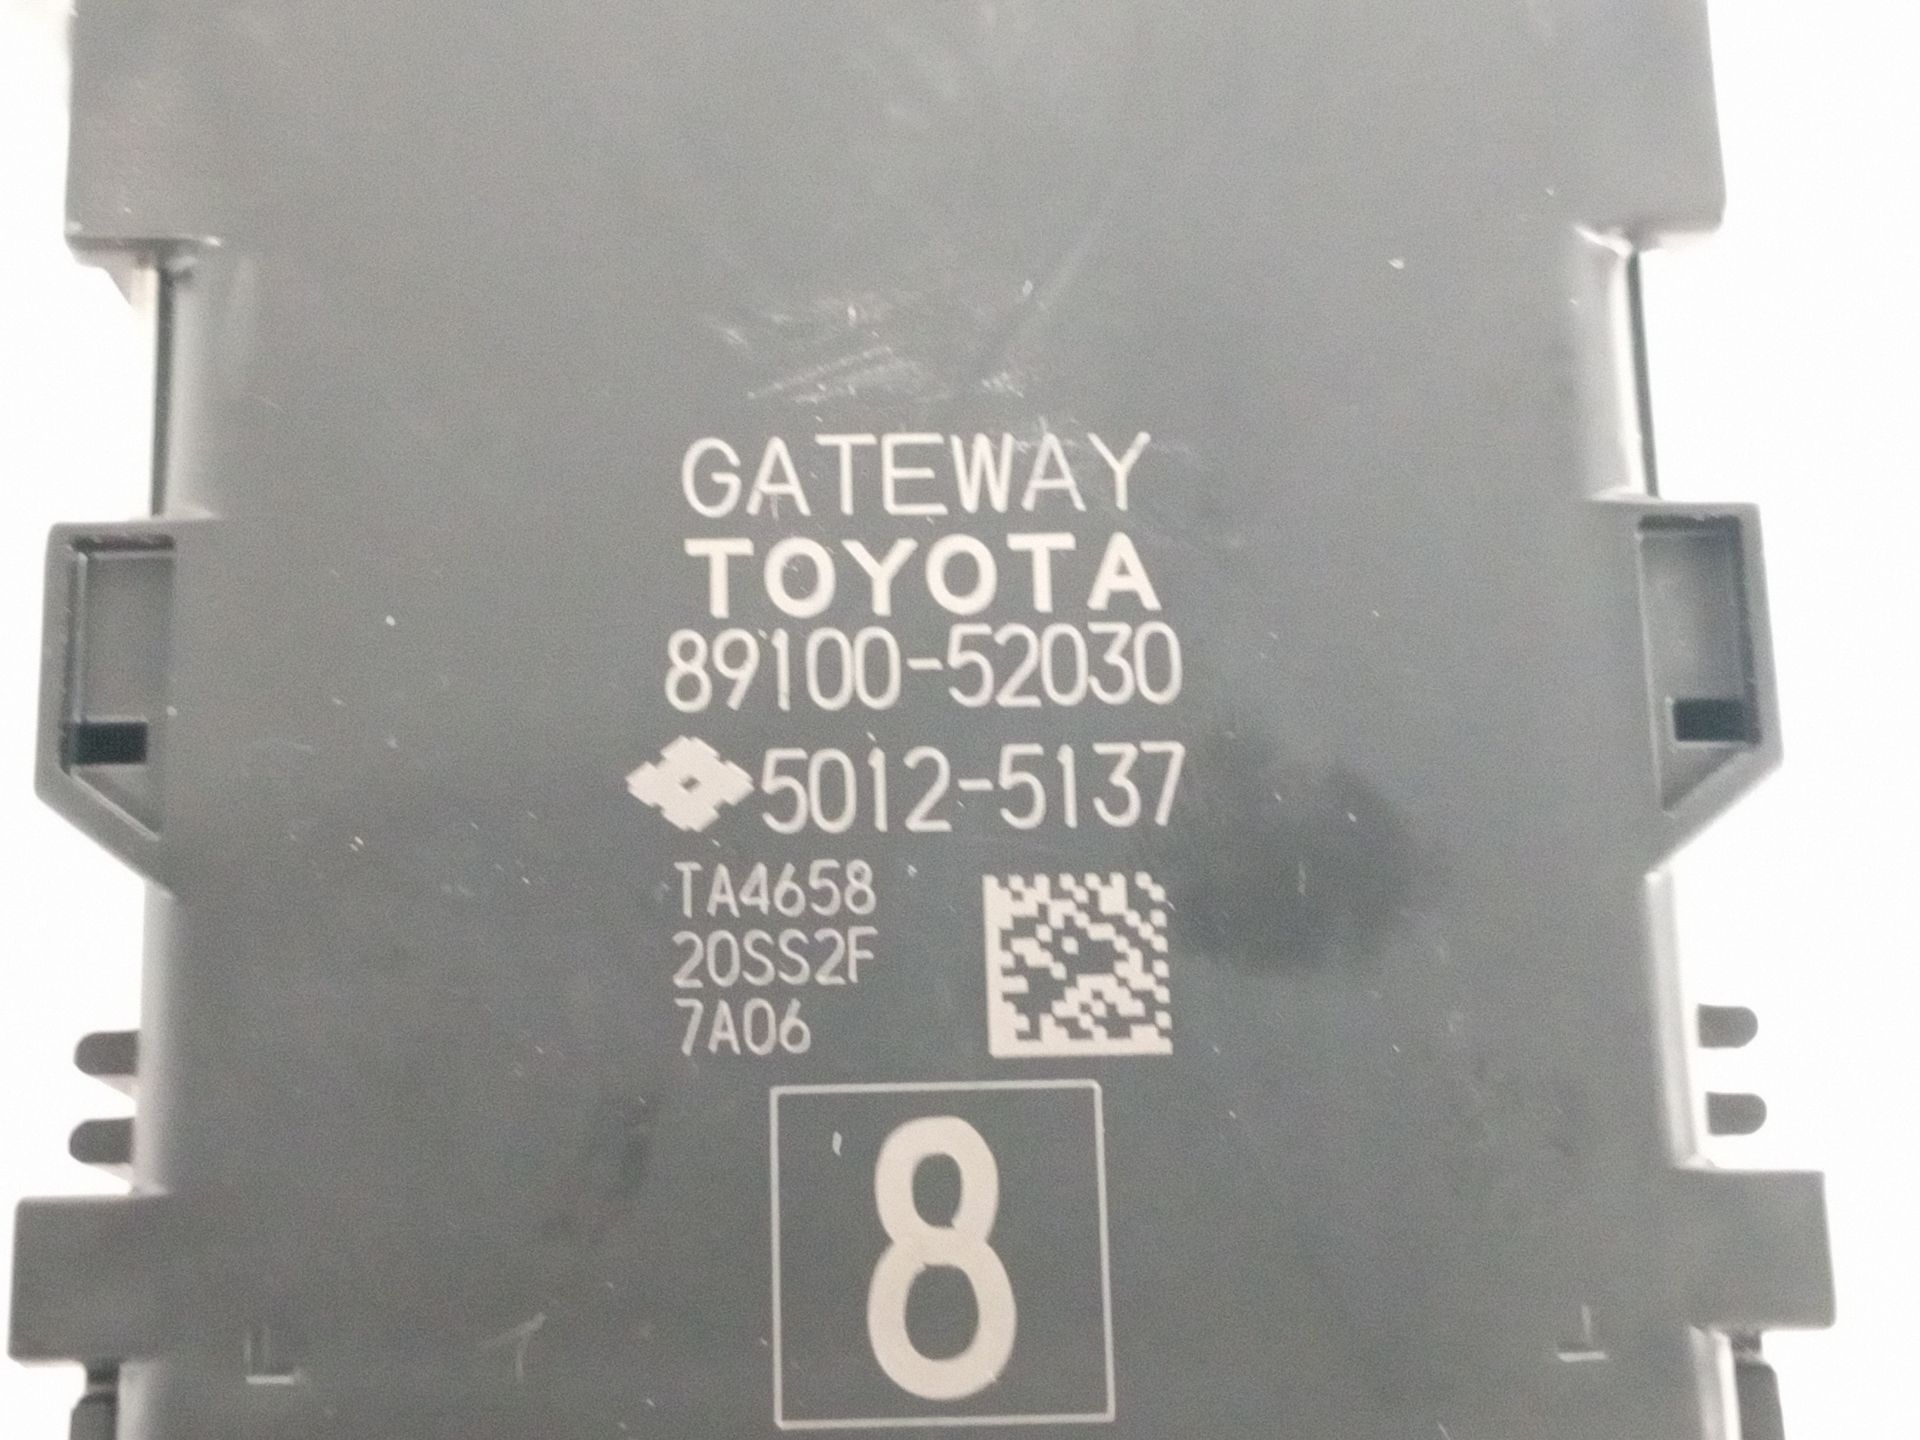 GATEWAY
TOYOTA
89100-52030
5012-5137
TA4658
20SS2F
7A06
8